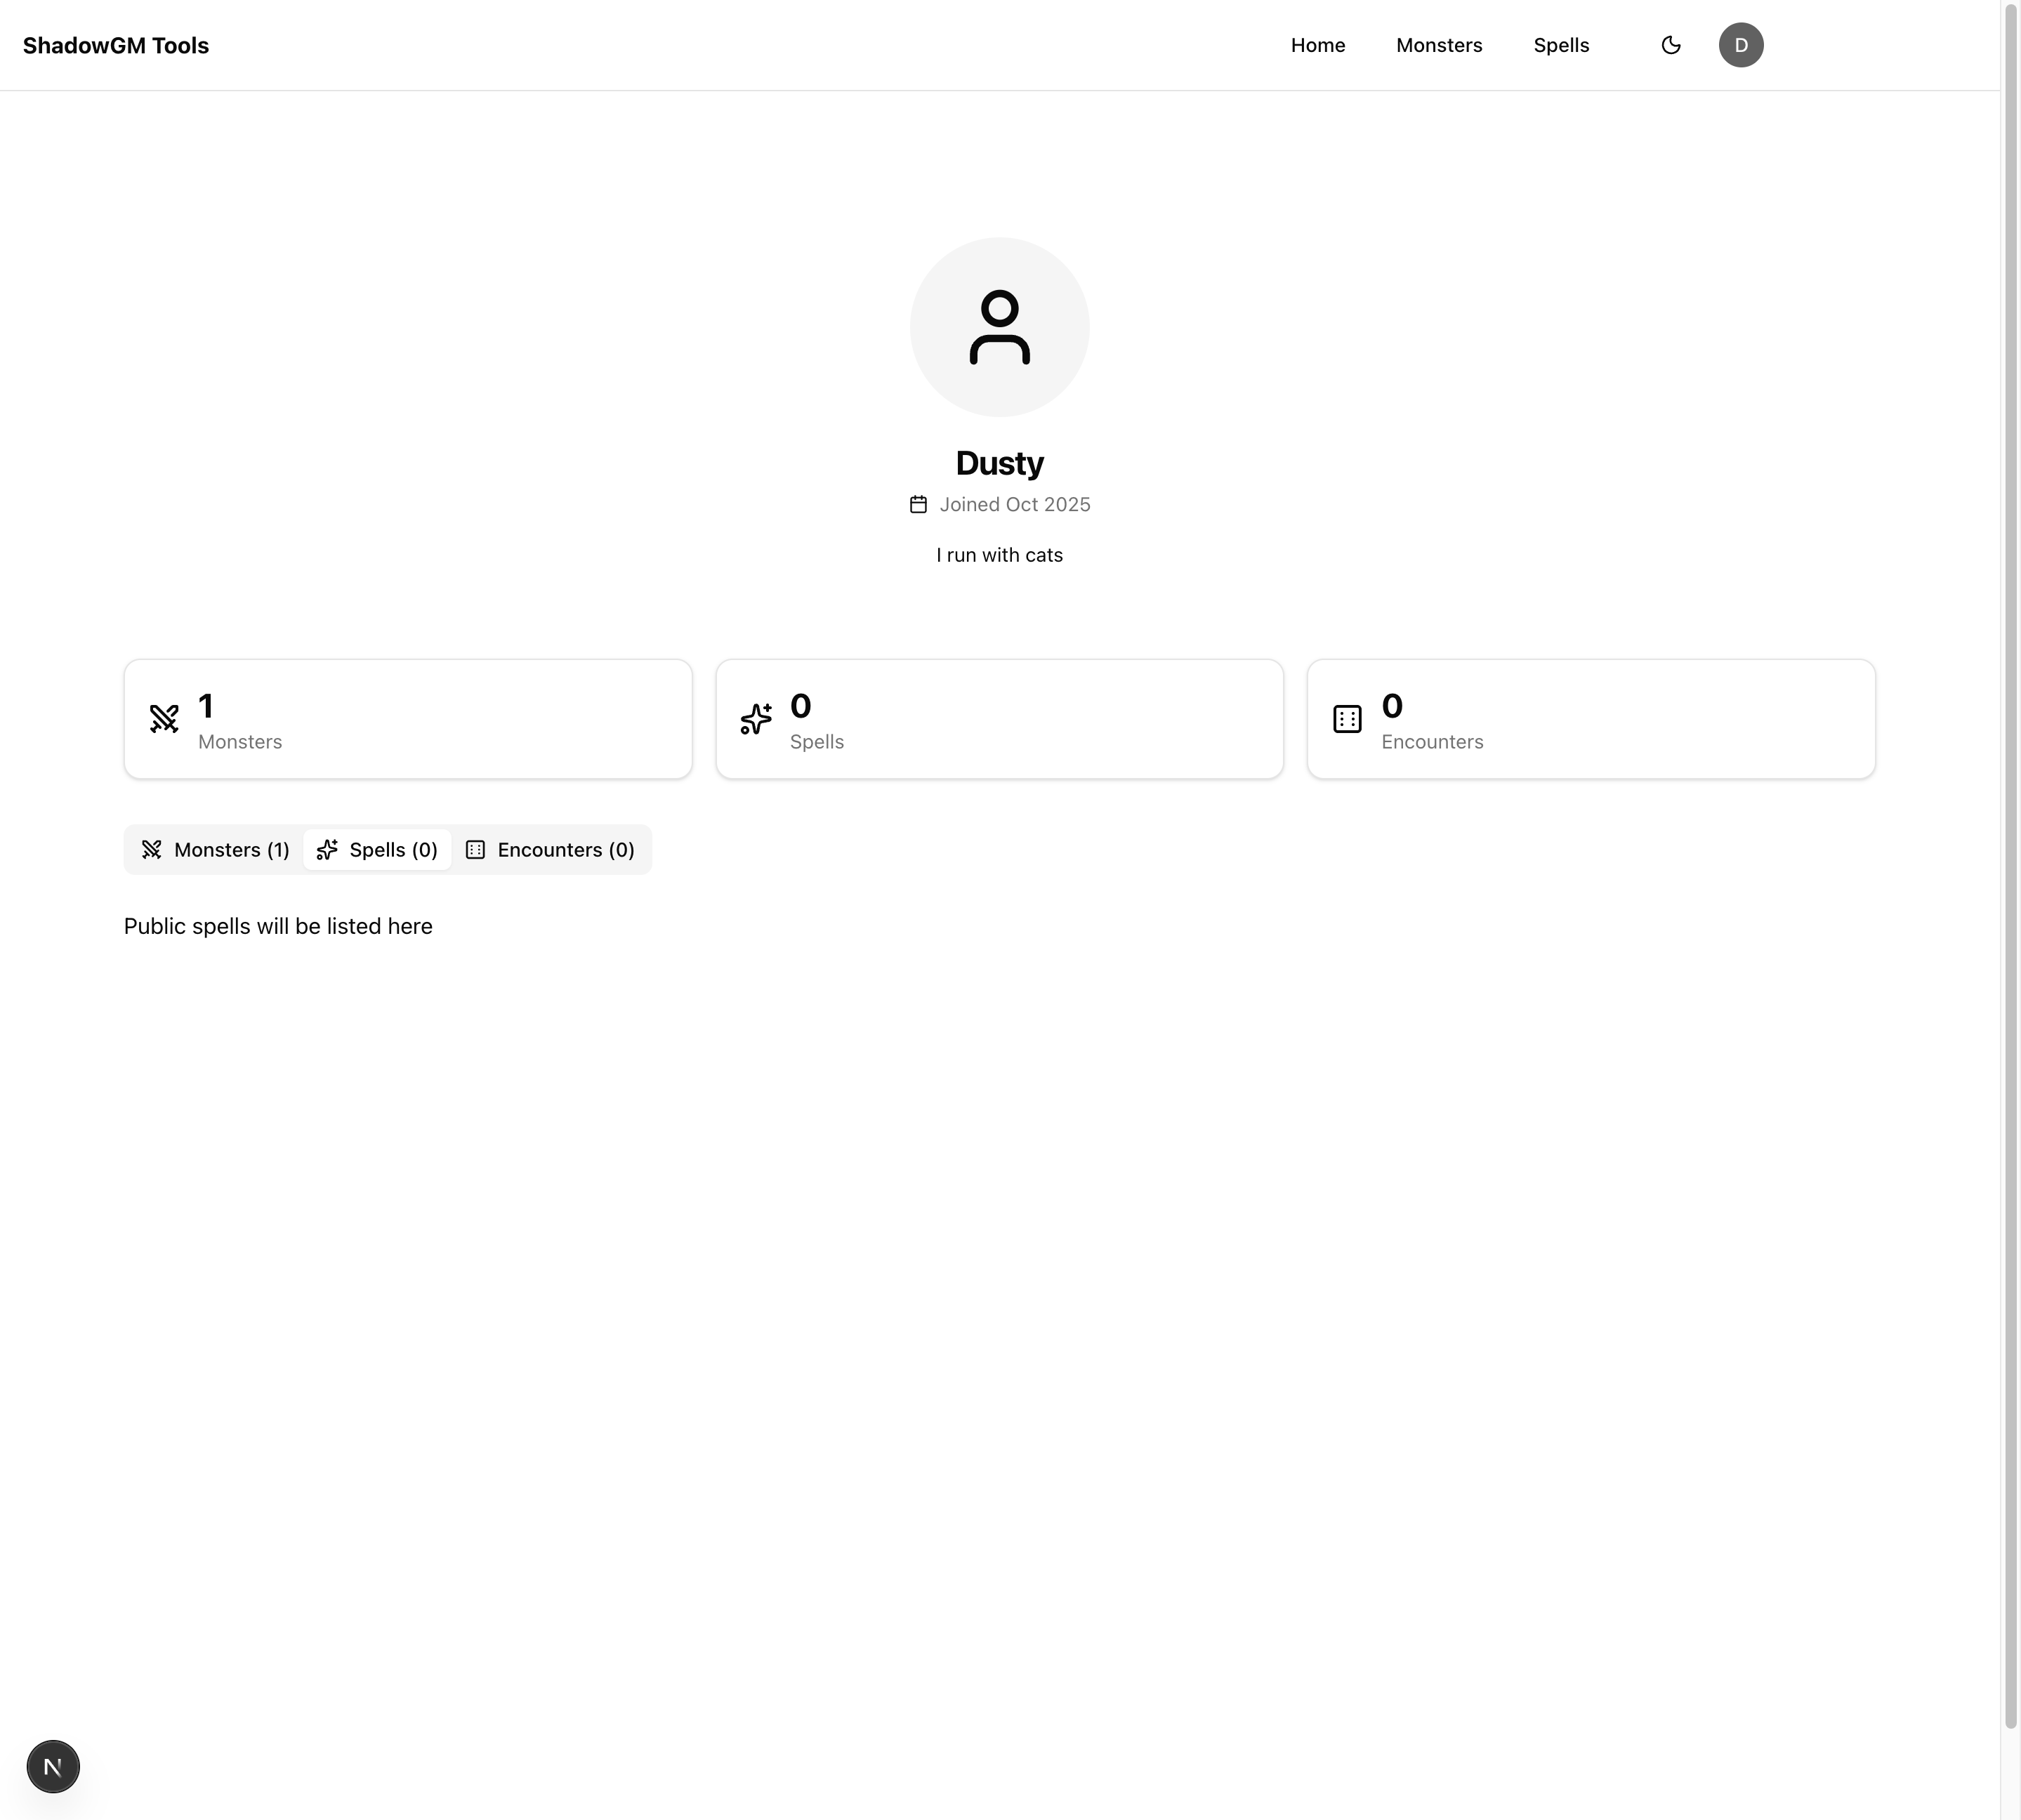 ShadowGM Tools
Home Monsters Spells D
Dusty
Joined Oct 2025
I run with cats
1
Monsters
0
Spells
0
Encounters
Monsters (1) Spells (0) Encounters (0)
Public spells will be listed here
N